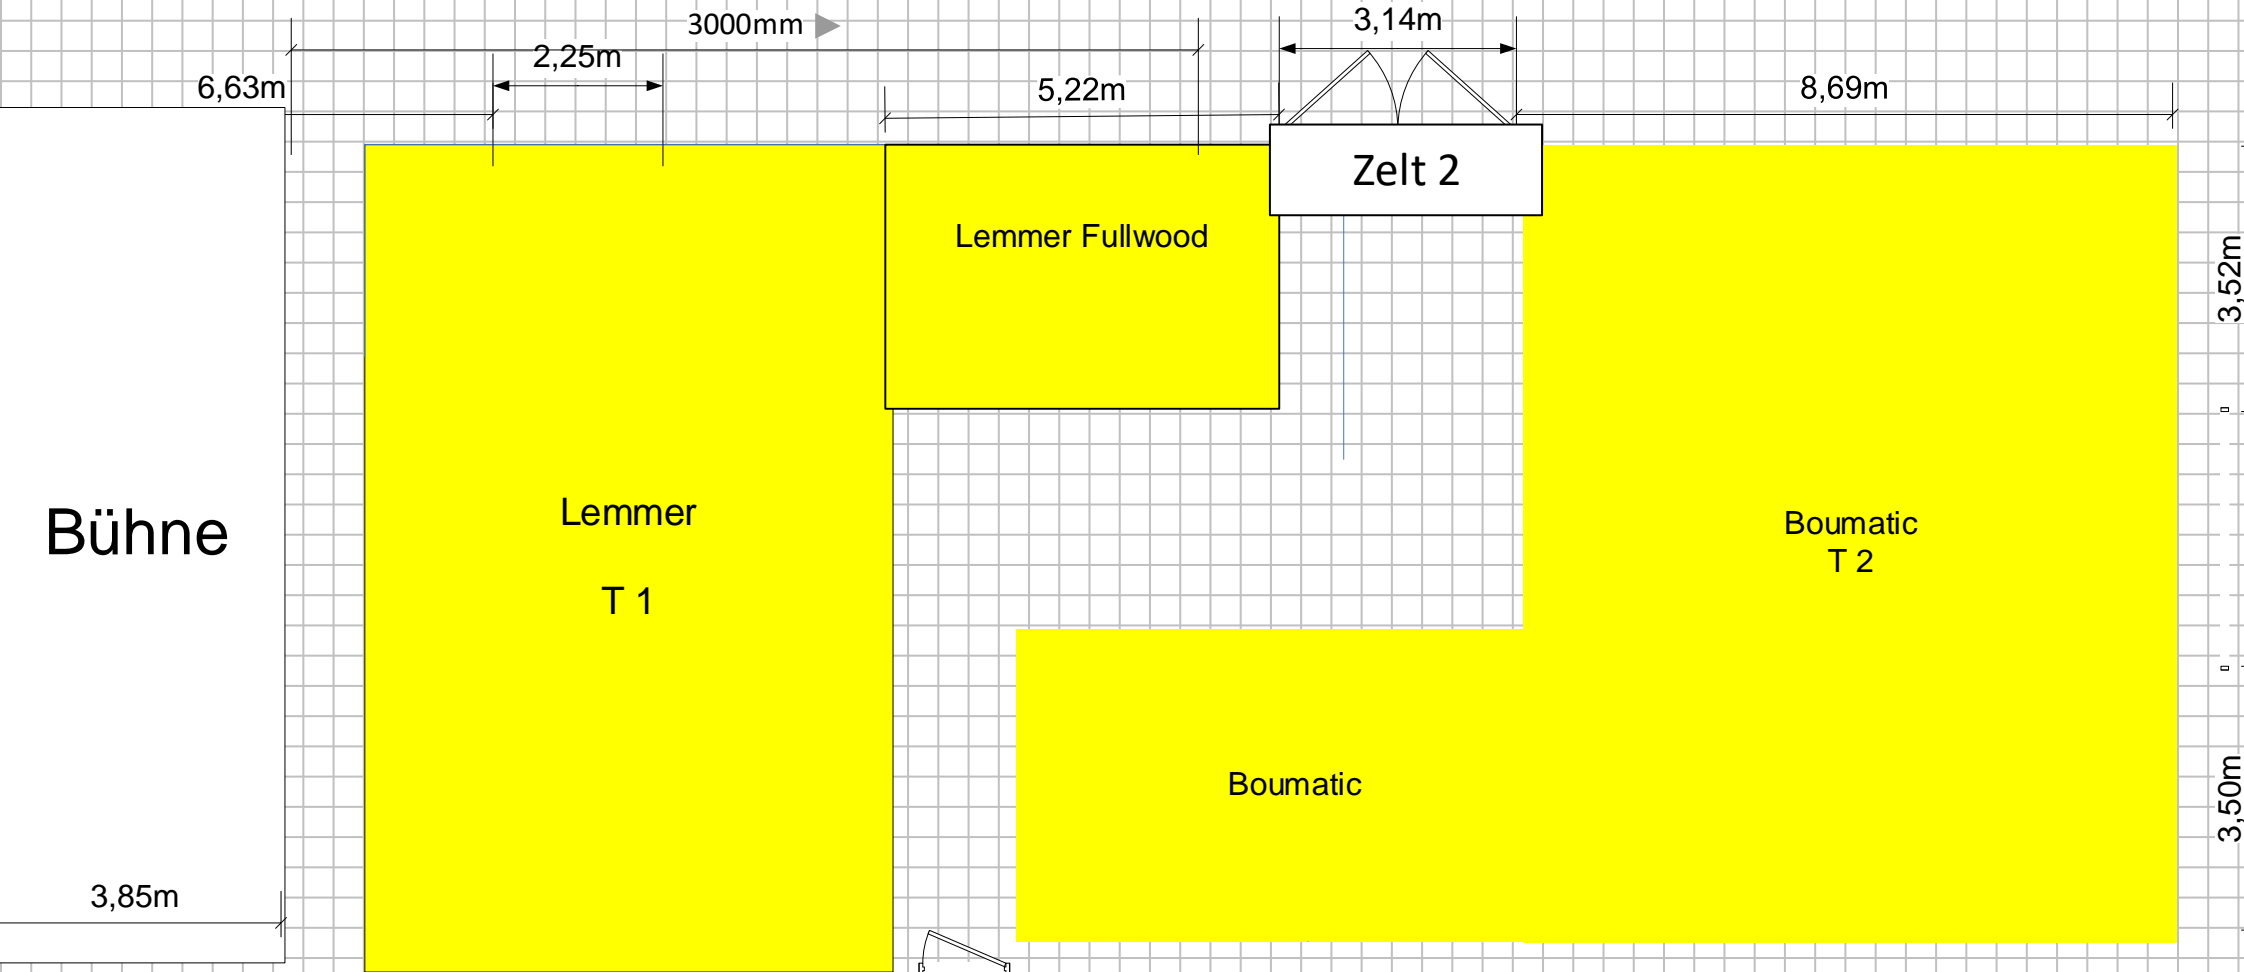 3000mm
3,14m
2,25m
6,63m
5,22m
8,69m
Zelt 2
Lemmer Fullwood
3,52m
Lemmer
T 1
Bühne
Boumatic
T 2
Boumatic
3,50m
3,85m